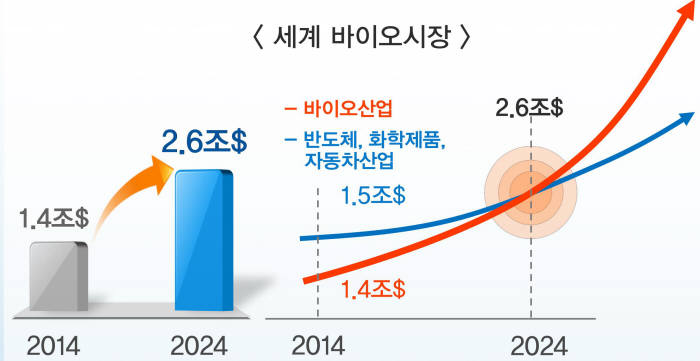 〈 세계 바이오시장 〉
1.4조$
2.6조$
2014
2024
– 바이오산업
– 반도체, 화학제품,
자동차산업
2.6조$
1.5조$
1.4조$
2014
2024